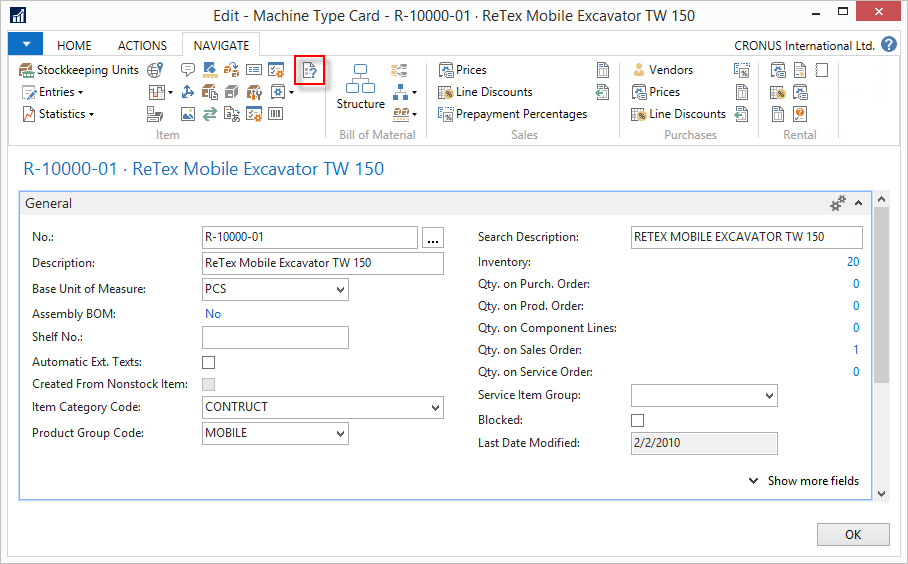 Edit - Machine Type Card - R-10000-01 · ReTex Mobile Excavator TW 150
HOME ACTIONS NAVIGATE CRONUS International Ltd. ?
Stockkeeping Units
Entries
Statistics
Item
Structure
Bill of Material
Prices
Line Discounts
Prepayment Percentages
Sales
Vendors
Prices
Line Discounts
Purchases
Rental
R-10000-01 · ReTex Mobile Excavator TW 150
General
No.: R-10000-01 ...
Description: ReTex Mobile Excavator TW 150
Base Unit of Measure: PCS
Assembly BOM: No
Shelf No.:
Automatic Ext. Texts:
Created From Nonstock Item:
Item Category Code: CONTRUCT
Product Group Code: MOBILE
Search Description: RETEX MOBILE EXCAVATOR TW 150
Inventory: 20
Qty. on Purch. Order: 0
Qty. on Prod. Order: 0
Qty. on Component Lines: 0
Qty. on Sales Order: 1
Qty. on Service Order: 0
Service Item Group:
Blocked:
Last Date Modified: 2/2/2010
Show more fields
OK